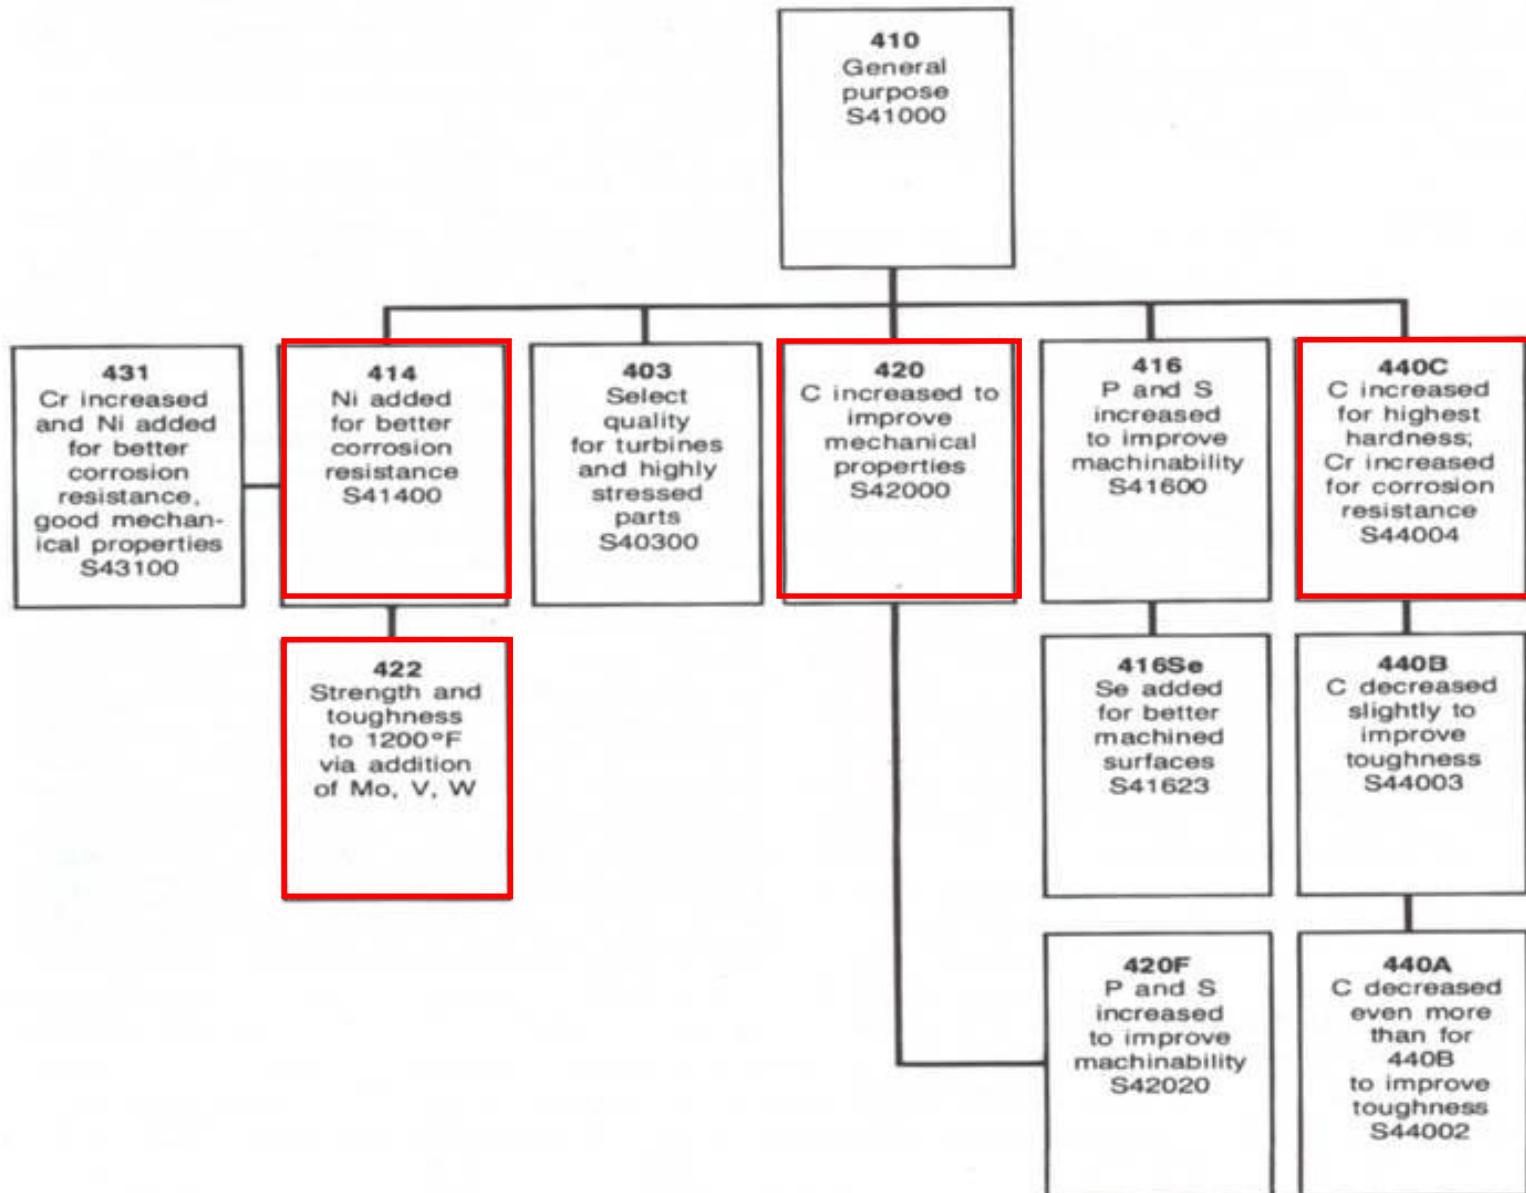 410
General
purpose
S41000
431
Cr increased
and Ni added
for better
corrosion
resistance,
good mechan-
ical properties
S43100
414
Ni added
for better
corrosion
resistance
S41400
403
Select
quality
for turbines
and highly
stressed
parts
S40300
420
C increased to
improve
mechanical
properties
S42000
416
P and S
increased
to improve
machinability
S41600
440C
C increased
for highest
hardness;
Cr increased
for corrosion
resistance
S44004
422
Strength and
toughness
to 1200°F
via addition
of Mo, V, W
416Se
Se added
for better
machined
surfaces
S41623
440B
C decreased
slightly to
improve
toughness
S44003
420F
P and S
increased
to improve
machinability
S42020
440A
C decreased
even more
than for
440B
to improve
toughness
S44002